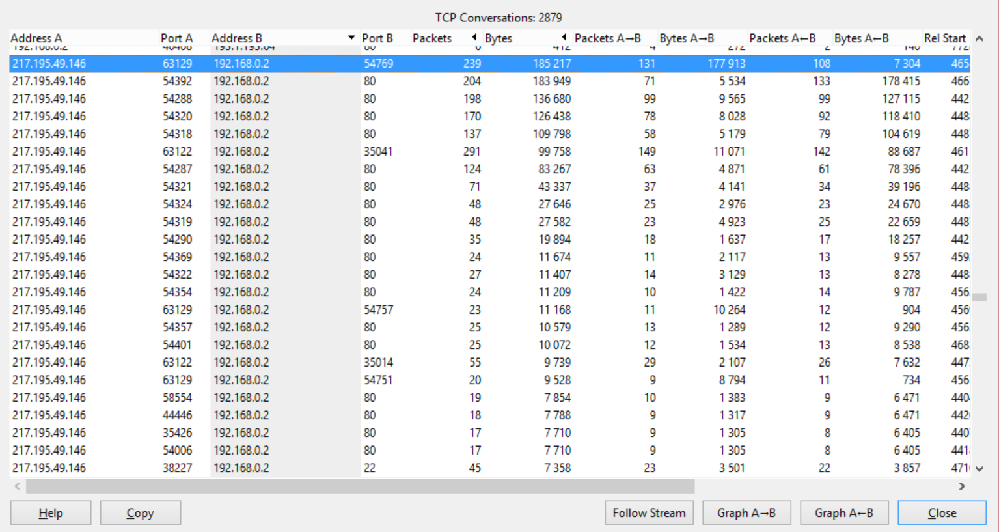 TCP Conversations: 2879
Address A Port A Address B Port B Packets Bytes Packets A→B Bytes A→B Packets A←B Bytes A←B Rel Start
217.195.49.146 63129 192.168.0.2 54769 239 185 217 131 177 913 108 7 304 465
217.195.49.146 54392 192.168.0.2 80 204 183 949 71 5 534 133 178 415 466
217.195.49.146 54288 192.168.0.2 80 198 136 680 99 9 565 99 127 115 442
217.195.49.146 54320 192.168.0.2 80 170 126 438 78 8 028 92 118 410 448
217.195.49.146 54318 192.168.0.2 80 137 109 798 58 5 179 79 104 619 448
217.195.49.146 63122 192.168.0.2 35041 291 99 758 149 11 071 142 88 687 461
217.195.49.146 54287 192.168.0.2 80 124 83 267 63 4 871 61 78 396 442
217.195.49.146 54321 192.168.0.2 80 71 43 337 37 4 141 34 39 196 448
217.195.49.146 54324 192.168.0.2 80 48 27 646 25 2 976 23 24 670 448
217.195.49.146 54319 192.168.0.2 80 48 27 582 23 4 923 25 22 659 448
217.195.49.146 54290 192.168.0.2 80 35 19 894 18 1 637 17 18 257 442
217.195.49.146 54369 192.168.0.2 80 24 11 674 11 2 117 13 9 557 459
217.195.49.146 54322 192.168.0.2 80 27 11 407 14 3 129 13 8 278 448
217.195.49.146 54354 192.168.0.2 80 24 11 209 10 1 422 14 9 787 456
217.195.49.146 63129 192.168.0.2 54757 23 11 168 11 10 264 12 904 456
217.195.49.146 54357 192.168.0.2 80 25 10 579 13 1 289 12 9 290 456
217.195.49.146 54401 192.168.0.2 80 25 10 072 12 1 534 13 8 538 468
217.195.49.146 63122 192.168.0.2 35014 55 9 739 29 2 107 26 7 632 447
217.195.49.146 63129 192.168.0.2 54751 20 9 528 9 8 794 11 734 456
217.195.49.146 58554 192.168.0.2 80 19 7 854 10 1 383 9 6 471 440
217.195.49.146 44446 192.168.0.2 80 18 7 788 9 1 317 9 6 471 442
217.195.49.146 35426 192.168.0.2 80 17 7 710 9 1 305 8 6 405 440
217.195.49.146 54006 192.168.0.2 80 17 7 710 9 1 305 8 6 405 441
217.195.49.146 38227 192.168.0.2 22 45 7 358 23 3 501 22 3 857 471
Help Copy Follow Stream Graph A→B Graph A←B Close